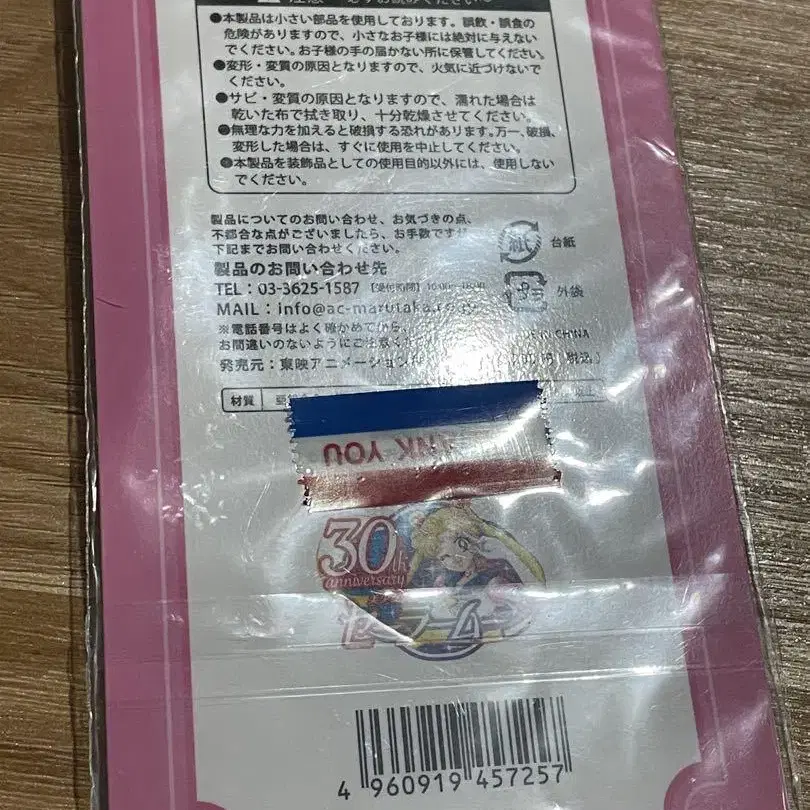 ●本製品は小さい部品を使用しております。誤飲・誤食の
危険がありますので、小さなお子様には絶対に与えない
でください。お子様の手の届かない所に保管してください。
●変形・変質の原因となりますので、火気に近づけないで
ください。
●サビ・変質の原因となりますので、濡れた場合は
乾いた布で拭き取り、十分乾燥させてください。
●無理な力を加えると破損する恐れがあります。万一、破損、
変形した場合は、すぐに使用を中止してください。
●本製品を装飾品としての使用目的以外には、使用しない
でください。
製品についてのお問い合わせ、お気づきの点、
不都合な点がございましたら、お手数ですが
下記までお問い合わせください。
製品のお問い合わせ先
TEL：03-3625-1587 【受付時間】
MAIL：info@ac-marutaka.co.jp
※電話番号はよく確かめてから、
お間違いのないようにご注意くだ
発売元：東映アニメーション
紙 台紙
プラ 外袋
CHINA
材質
NK YOU
30th
anniversary
セーラームーン
4 960919 457257